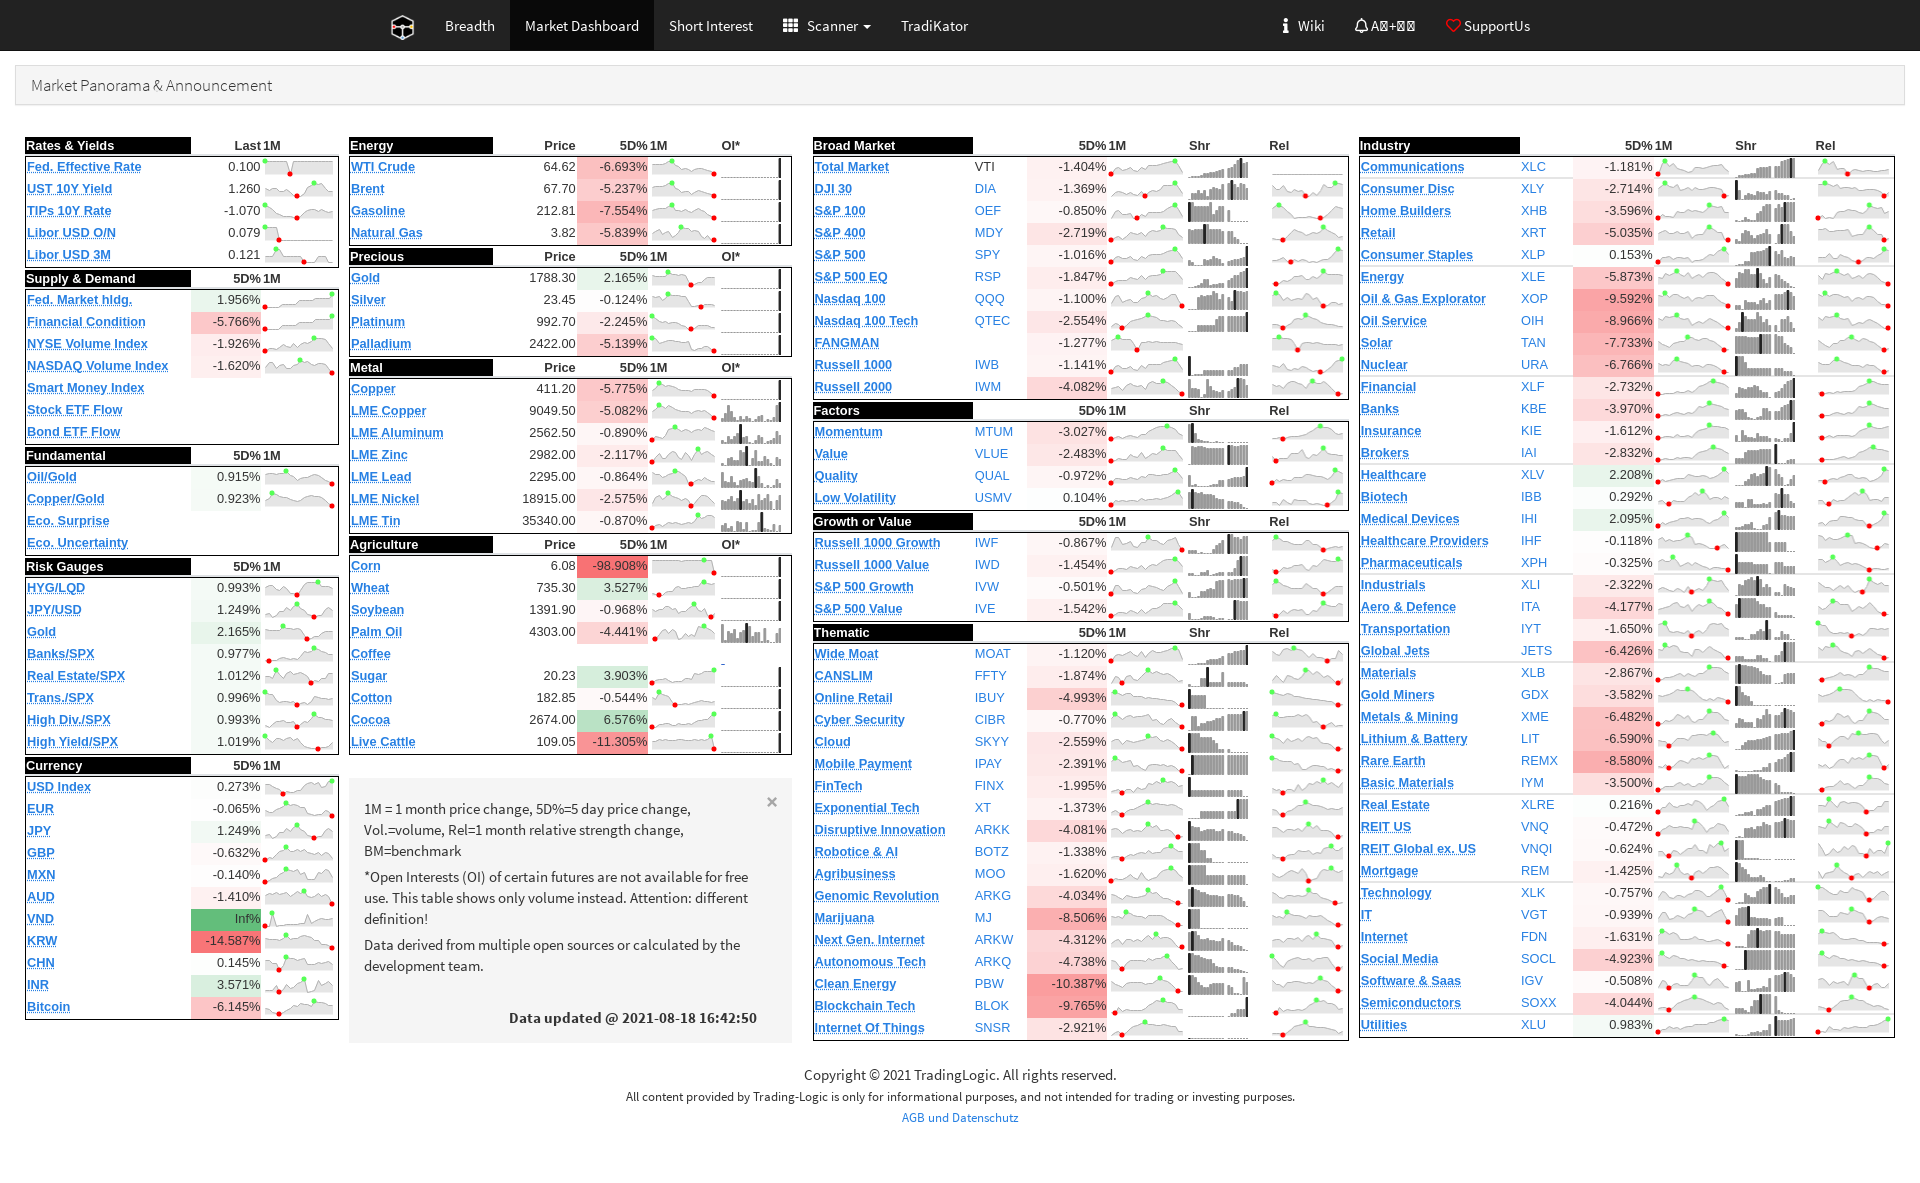 Breadth Market Dashboard Short Interest Scanner TradiKator Wiki SupportUs
Market Panorama & Announcement
Rates & Yields Last 1M
Fed. Effective Rate 0.100
UST 10Y Yield 1.260
TIPs 10Y Rate -1.070
Libor USD O/N 0.079
Libor USD 3M 0.121
Supply & Demand 5D% 1M
Fed. Market hldg. 1.956%
Financial Condition -5.766%
NYSE Volume Index -1.926%
NASDAQ Volume Index -1.620%
Smart Money Index
Stock ETF Flow
Bond ETF Flow
Fundamental 5D% 1M
Oil/Gold 0.915%
Copper/Gold 0.923%
Eco. Surprise
Eco. Uncertainty
Risk Gauges 5D% 1M
HYG/LQD 0.993%
JPY/USD 1.249%
Gold 2.165%
Banks/SPX 0.977%
Real Estate/SPX 1.012%
Trans./SPX 0.996%
High Div./SPX 0.993%
High Yield/SPX 1.019%
Currency 5D% 1M
USD Index 0.273%
EUR -0.065%
JPY 1.249%
GBP -0.632%
MXN -0.140%
AUD -1.410%
VND Inf%
KRW -14.587%
CHN 0.145%
INR 3.571%
Bitcoin -6.145%
Energy Price 5D% 1M OI*
WTI Crude 64.62 -6.693%
Brent 67.70 -5.237%
Gasoline 212.81 -7.554%
Natural Gas 3.82 -5.839%
Precious Price 5D% 1M OI*
Gold 1788.30 2.165%
Silver 23.45 -0.124%
Platinum 992.70 -2.245%
Palladium 2422.00 -5.139%
Metal Price 5D% 1M OI*
Copper 411.20 -5.775%
LME Copper 9049.50 -5.082%
LME Aluminum 2562.50 -0.890%
LME Zinc 2982.00 -2.117%
LME Lead 2295.00 -0.864%
LME Nickel 18915.00 -2.575%
LME Tin 35340.00 -0.870%
Agriculture Price 5D% 1M OI*
Corn 6.08 -98.908%
Wheat 735.30 3.527%
Soybean 1391.90 -0.968%
Palm Oil 4303.00 -4.441%
Coffee -
Sugar 20.23 3.903%
Cotton 182.85 -0.544%
Cocoa 2674.00 6.576%
Live Cattle 109.05 -11.305%
×
1M = 1 month price change, 5D%=5 day price change,
Vol.=volume, Rel=1 month relative strength change,
BM=benchmark
*Open Interests (OI) of certain futures are not available for free
use. This table shows only volume instead. Attention: different
definition!
Data derived from multiple open sources or calculated by the
development team.
Data updated @ 2021-08-18 16:42:50
Broad Market 5D% 1M Shr Rel
Total Market VTI -1.404%
DJI 30 DIA -1.369%
S&P 100 OEF -0.850%
S&P 400 MDY -2.719%
S&P 500 SPY -1.016%
S&P 500 EQ RSP -1.847%
Nasdaq 100 QQQ -1.100%
Nasdaq 100 Tech QTEC -2.554%
FANGMAN -1.277%
Russell 1000 IWB -1.141%
Russell 2000 IWM -4.082%
Factors 5D% 1M Shr Rel
Momentum MTUM -3.027%
Value VLUE -2.483%
Quality QUAL -0.972%
Low Volatility USMV 0.104%
Growth or Value 5D% 1M Shr Rel
Russell 1000 Growth IWF -0.867%
Russell 1000 Value IWD -1.454%
S&P 500 Growth IVW -0.501%
S&P 500 Value IVE -1.542%
Thematic 5D% 1M Shr Rel
Wide Moat MOAT -1.120%
CANSLIM FFTY -1.874%
Online Retail IBUY -4.993%
Cyber Security CIBR -0.770%
Cloud SKYY -2.559%
Mobile Payment IPAY -2.391%
FinTech FINX -1.995%
Exponential Tech XT -1.373%
Disruptive Innovation ARKK -4.081%
Robotice & AI BOTZ -1.338%
Agribusiness MOO -1.620%
Genomic Revolution ARKG -4.034%
Marijuana MJ -8.506%
Next Gen. Internet ARKW -4.312%
Autonomous Tech ARKQ -4.738%
Clean Energy PBW -10.387%
Blockchain Tech BLOK -9.765%
Internet Of Things SNSR -2.921%
Industry 5D% 1M Shr Rel
Communications XLC -1.181%
Consumer Disc XLY -2.714%
Home Builders XHB -3.596%
Retail XRT -5.035%
Consumer Staples XLP 0.153%
Energy XLE -5.873%
Oil & Gas Explorator XOP -9.592%
Oil Service OIH -8.966%
Solar TAN -7.733%
Nuclear URA -6.766%
Financial XLF -2.732%
Banks KBE -3.970%
Insurance KIE -1.612%
Brokers IAI -2.832%
Healthcare XLV 2.208%
Biotech IBB 0.292%
Medical Devices IHI 2.095%
Healthcare Providers IHF -0.118%
Pharmaceuticals XPH -0.325%
Industrials XLI -2.322%
Aero & Defence ITA -4.177%
Transportation IYT -1.650%
Global Jets JETS -6.426%
Materials XLB -2.867%
Gold Miners GDX -3.582%
Metals & Mining XME -6.482%
Lithium & Battery LIT -6.590%
Rare Earth REMX -8.580%
Basic Materials IYM -3.500%
Real Estate XLRE 0.216%
REIT US VNQ -0.472%
REIT Global ex. US VNQI -0.624%
Mortgage REM -1.425%
Technology XLK -0.757%
IT VGT -0.939%
Internet FDN -1.631%
Social Media SOCL -4.923%
Software & Saas IGV -0.508%
Semiconductors SOXX -4.044%
Utilities XLU 0.983%
Copyright © 2021 TradingLogic. All rights reserved.
All content provided by Trading-Logic is only for informational purposes, and not intended for trading or investing purposes.
AGB und Datenschutz